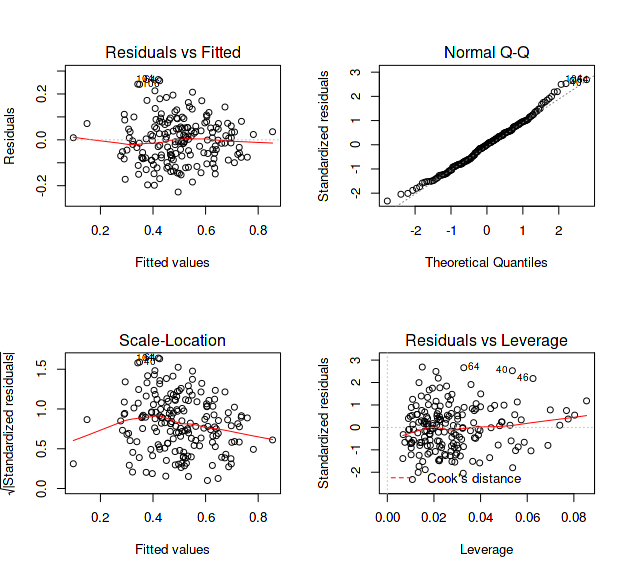 Residuals vs Fitted
Residuals
-0.2 0.0 0.2
0.2 0.4 0.6 0.8
Fitted values
Normal Q-Q
Standardized residuals
-2 -1 0 1 2 3
-2 -1 0 1 2
Theoretical Quantiles
Scale-Location
√|Standardized residuals|
0.0 0.5 1.0 1.5
0.2 0.4 0.6 0.8
Fitted values
Residuals vs Leverage
Standardized residuals
-2 -1 0 1 2 3
64
40
46
Cook's distance
0.00 0.02 0.04 0.06 0.08
Leverage